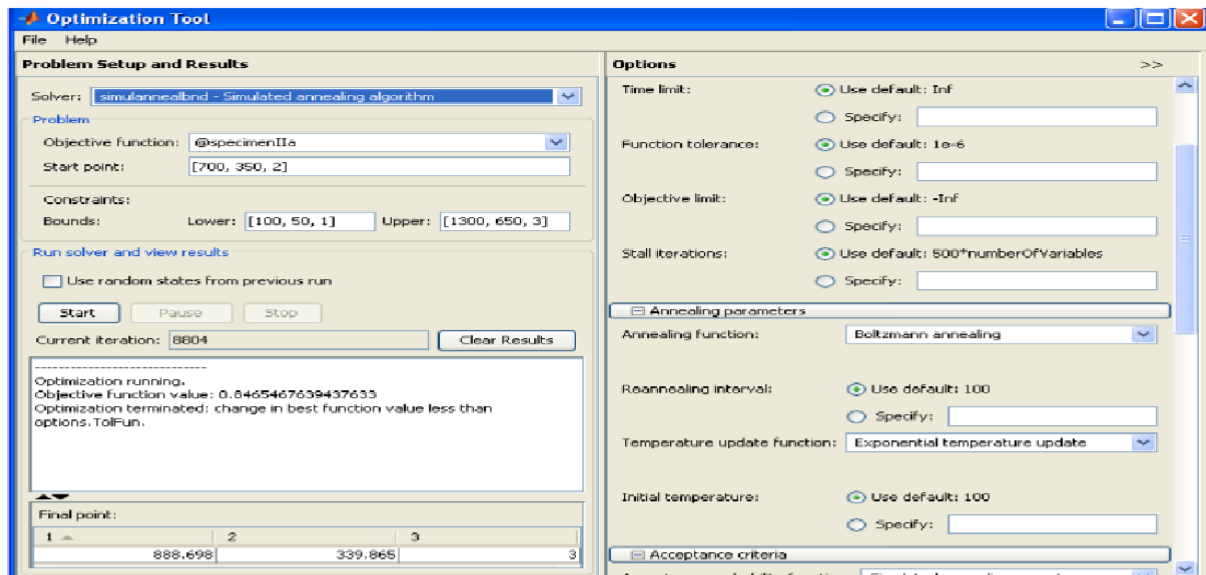 Optimization Tool
File Help
Problem Setup and Results
Solver: simulannealbnd - Simulated annealing algorithm
Problem
Objective function: @specimenIIa
Start point: [700, 350, 2]
Constraints:
Bounds: Lower: [100, 50, 1] Upper: [1300, 650, 3]
Run solver and view results
Use random states from previous run
Start Pause Stop
Current iteration: 8804 Clear Results
Optimization running.
Objective function value: 0.8465467639437633
Optimization terminated: change in best function value less than
options.TolFun.
Final point:
1 2 3
888.698 339.865 3
Options >>
Time limit: Use default: Inf
Specify:
Function tolerance: Use default: 1e-6
Specify:
Objective limit: Use default: -Inf
Specify:
Stall iterations: Use default: 500*numberOfVariables
Specify:
Annealing parameters
Annealing function: Boltzmann annealing
Reannealing interval: Use default: 100
Specify:
Temperature update function: Exponential temperature update
Initial temperature: Use default: 100
Specify:
Acceptance criteria